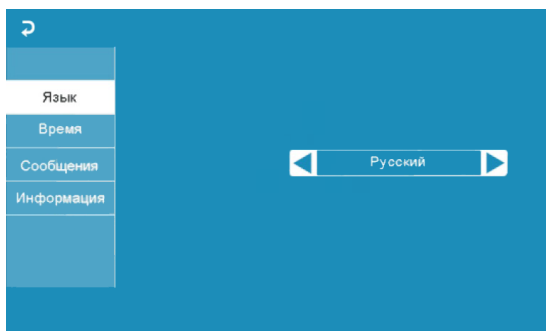 Язык
Время
Сообщения
Информация
Русский